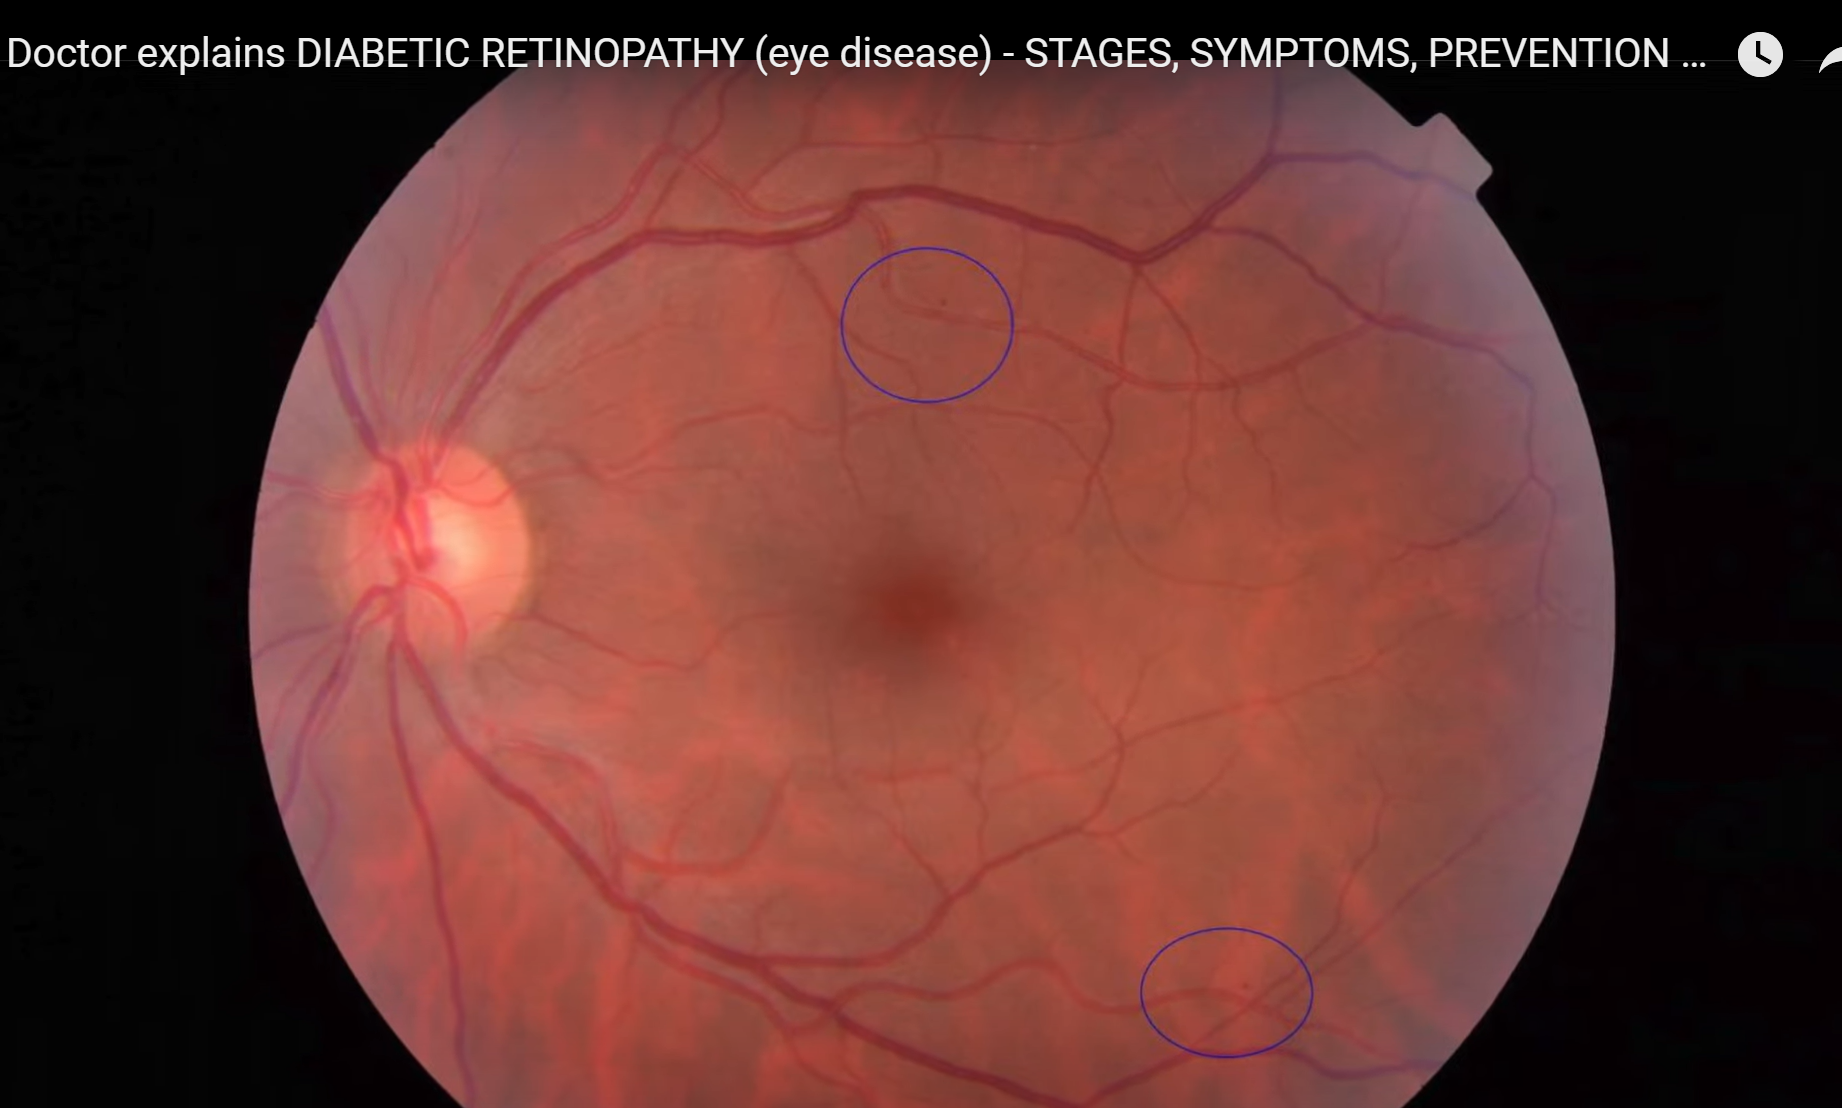 Doctor explains DIABETIC RETINOPATHY (eye disease) - STAGES, SYMPTOMS, PREVENTION ...